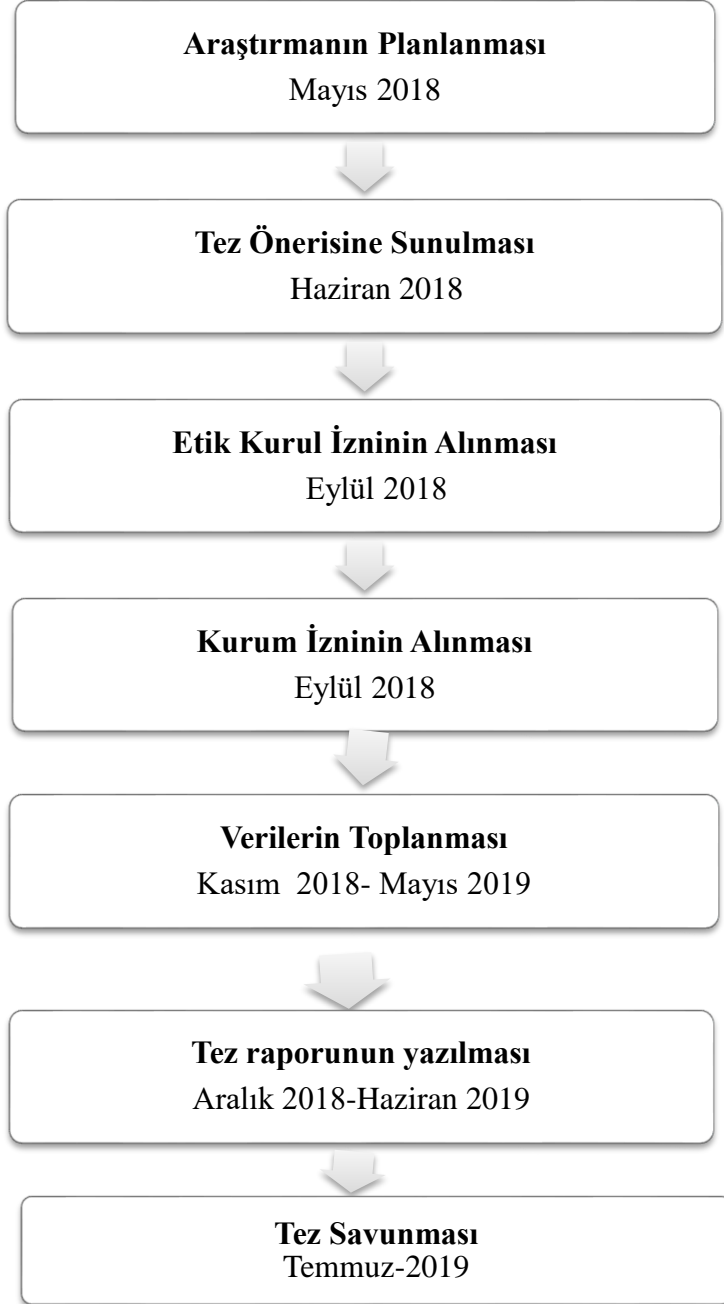 Araştırmanın Planlanması
Mayıs 2018
Tez Önerisine Sunulması
Haziran 2018
Etik Kurul İzninin Alınması
Eylül 2018
Kurum İzninin Alınması
Eylül 2018
Verilerin Toplanması
Kasım 2018- Mayıs 2019
Tez raporunun yazılması
Aralık 2018-Haziran 2019
Tez Savunması
Temmuz-2019